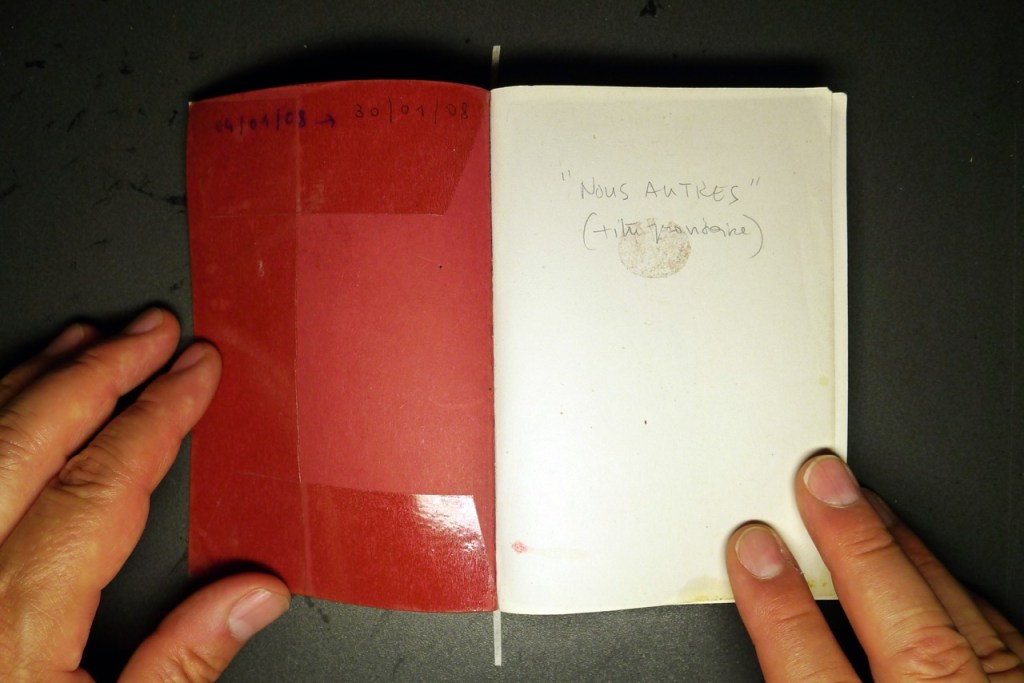 04/01/08 → 30/01/08
"NOUS AUTRES"
(titre provisoire)